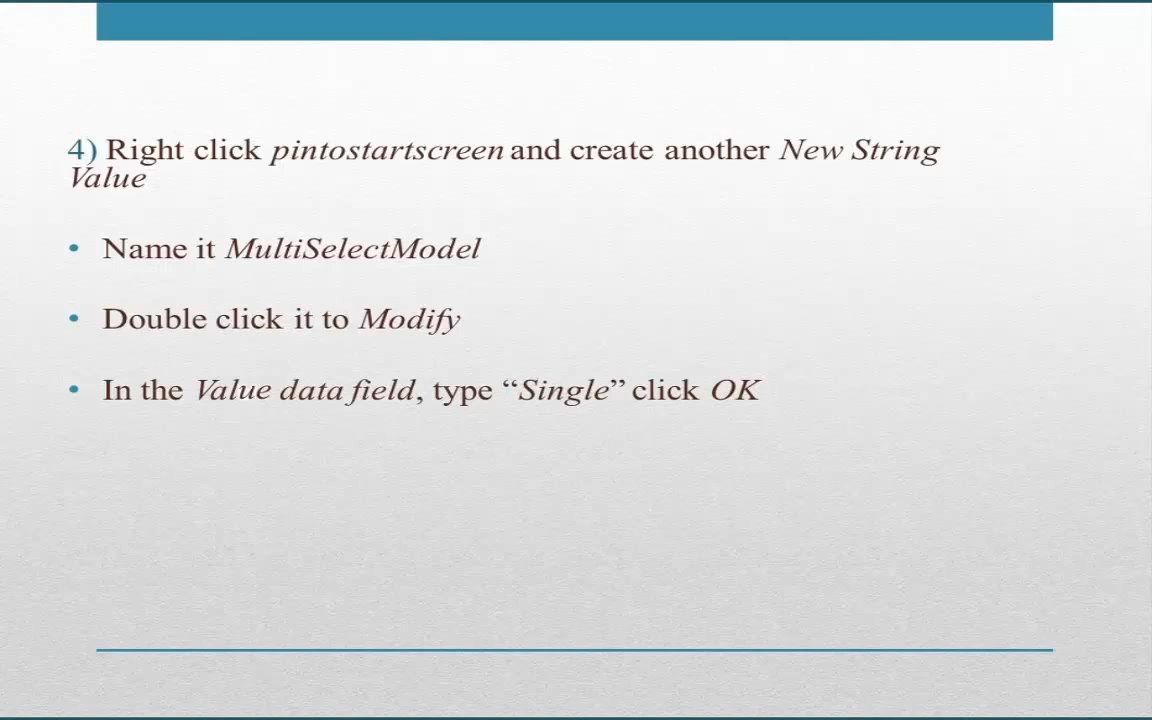 4) Right click pintostartscreen and create another New String
Value
• Name it MultiSelectModel
• Double click it to Modify
• In the Value data field, type “Single” click OK